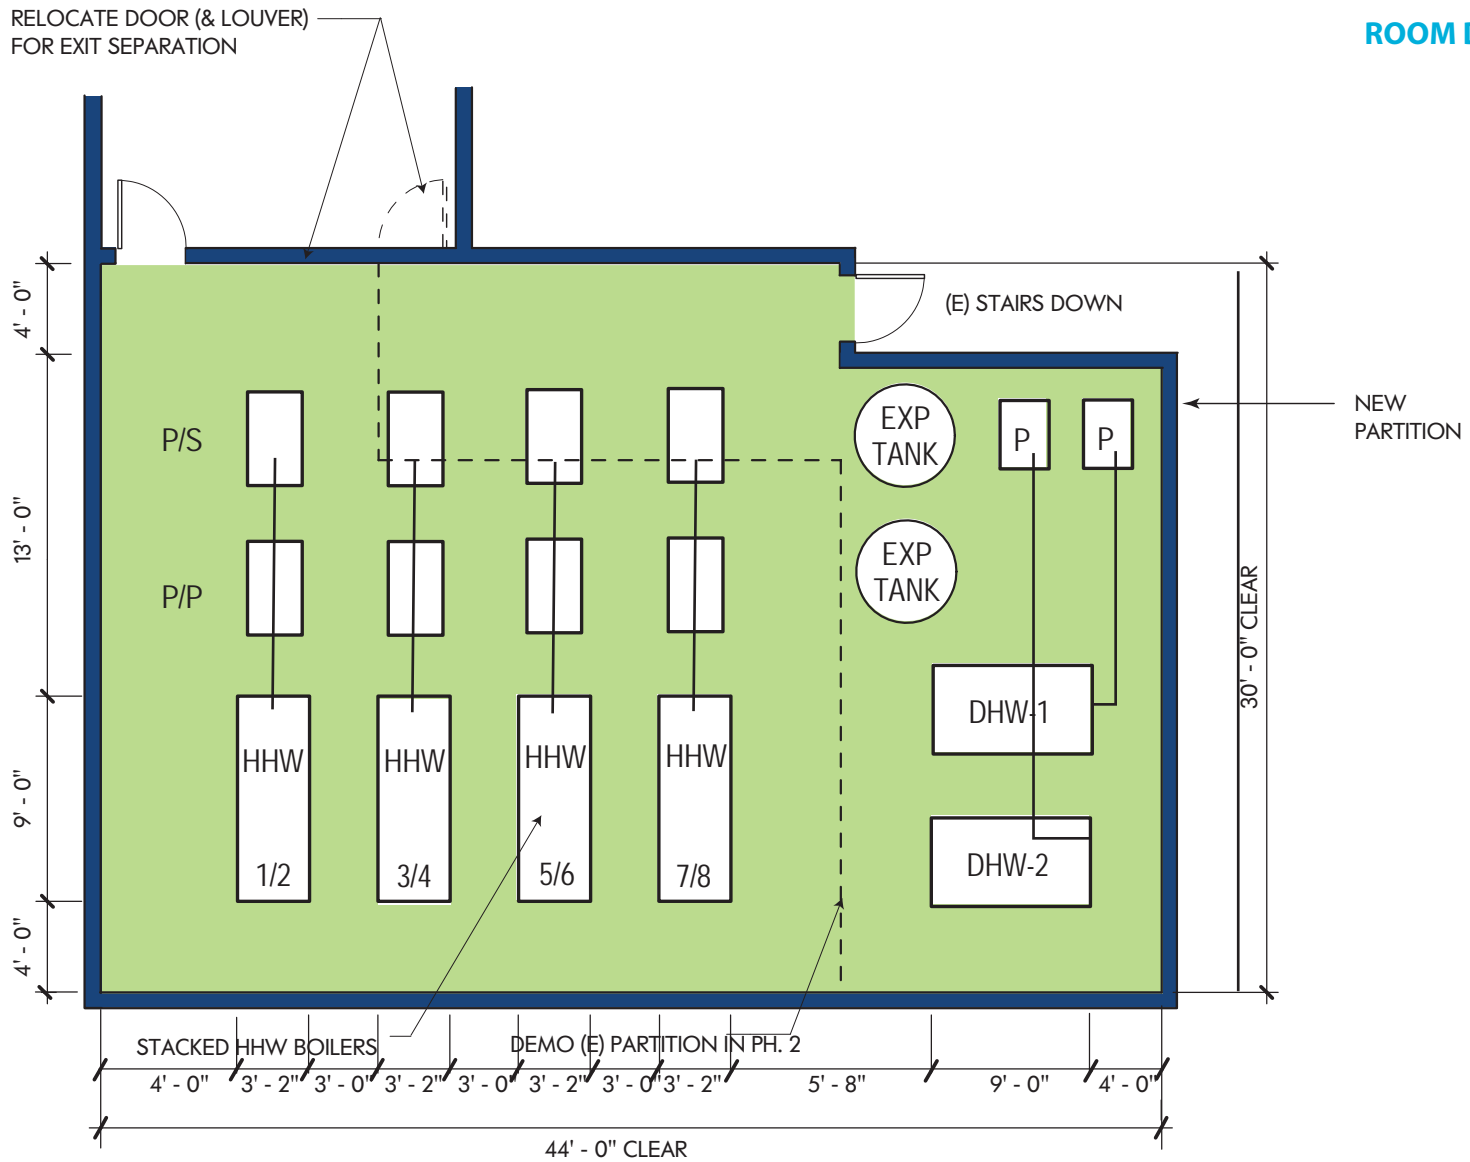 RELOCATE DOOR (& LOUVER)
FOR EXIT SEPARATION
ROOM
(E) STAIRS DOWN
4' - 0"
NEW
PARTITION
P/S
EXP
TANK
P
P
13' - 0"
P/P
EXP
TANK
30' - 0" CLEAR
DHW-1
HHW
HHW
HHW
HHW
9' - 0"
1/2
3/4
5/6
7/8
DHW-2
4' - 0"
STACKED HHW BOILERS
DEMO (E) PARTITION IN PH. 2
4' - 0"
3' - 2"
3' - 0"
3' - 2"
3' - 0"
3' - 2"
3' - 0"
3' - 2"
5' - 8"
9' - 0"
4' - 0"
44' - 0" CLEAR